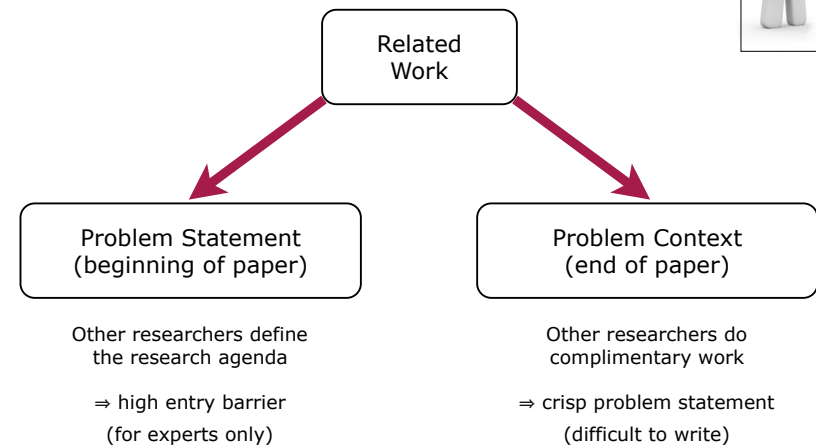 Related
Work
Problem Statement
(beginning of paper)
Other researchers define
the research agenda
⇒ high entry barrier
(for experts only)
Problem Context
(end of paper)
Other researchers do
complimentary work
⇒ crisp problem statement
(difficult to write)